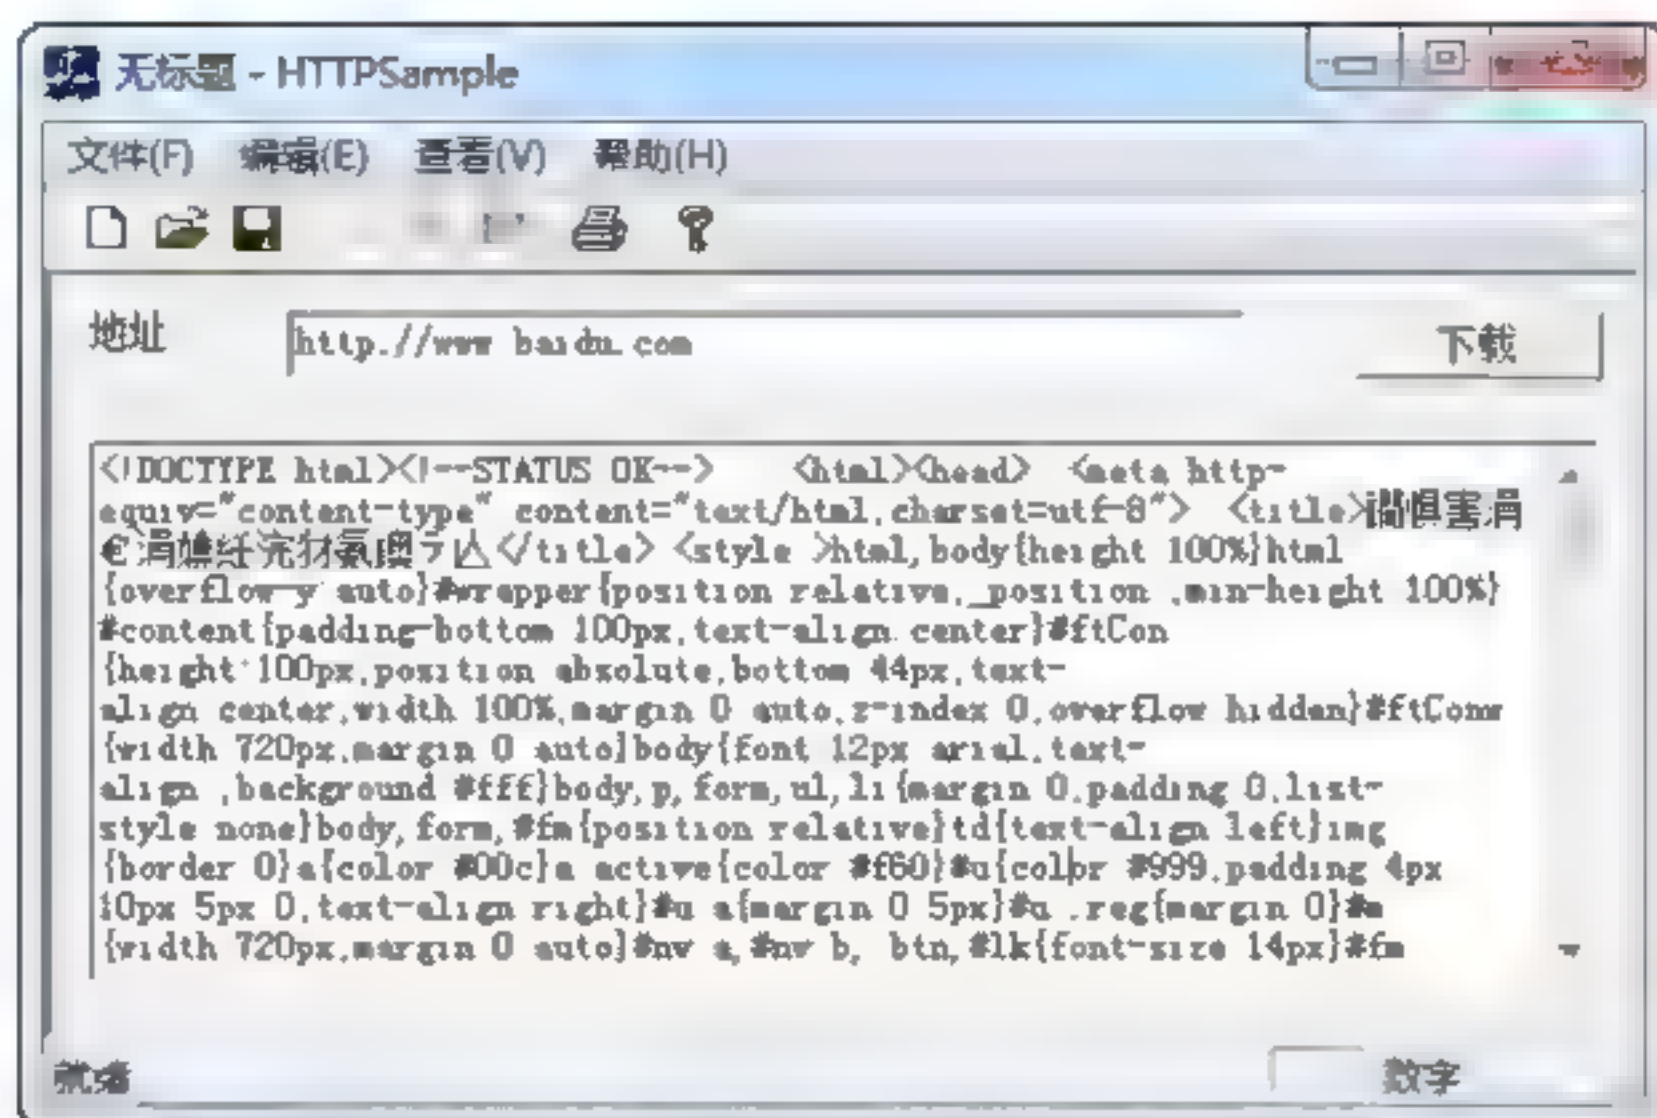 无标题 - HTTPSample
文件(F) 编辑(E) 查看(V) 帮助(H)
地址 http://www.baidu.com 下载
<!DOCTYPE html><!--STATUS OK--> <html><head> <meta http-
equiv="content-type" content="text/html;charset=utf-8"> <title>
</title> <style >html,body{height:100%}html
{overflow-y:auto}#wrapper{position:relative;_position:;min-height:100%}
#content{padding-bottom:100px;text-align:center}#ftCon
{height:100px;position:absolute;bottom:44px;text-
align:center;width:100%;margin:0 auto;z-index:0;overflow:hidden}#ftConw
{width:720px;margin:0 auto}body{font:12px arial;text-
align:;background:#fff}body,p,form,ul,li{margin:0;padding:0;list-
style:none}body,form,#fm{position:relative}td{text-align:left}img
{border:0}a{color:#00c}a:active{color:#f60}#u{color:#999;padding:4px
10px 5px 0;text-align:right}#u a{margin:0 5px}#u .reg{margin:0}#m
{width:720px;margin:0 auto}#nv a,#nv b,.btn,#lk{font-size:14px}#fm
就绪 数字